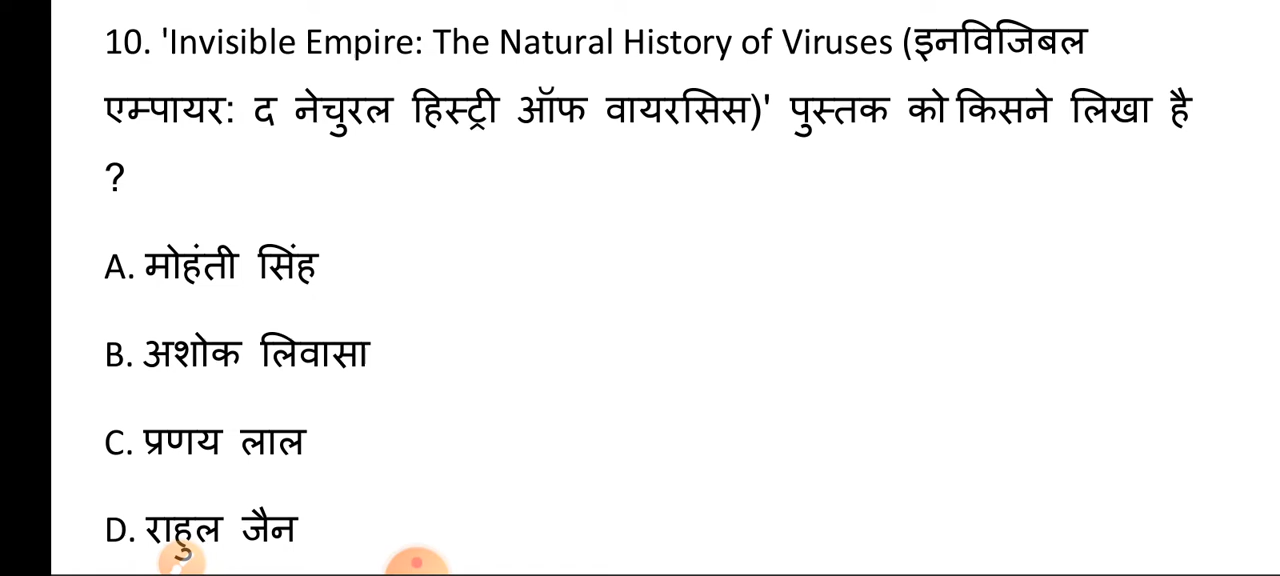 10. 'Invisible Empire: The Natural History of Viruses (इनविजिबल
एम्पायर: द नेचुरल हिस्ट्री ऑफ वायरसिस)' पुस्तक को किसने लिखा है
?
A. मोहंती सिंह
B. अशोक लिवासा
C. प्रणय लाल
D. राहुल जैन